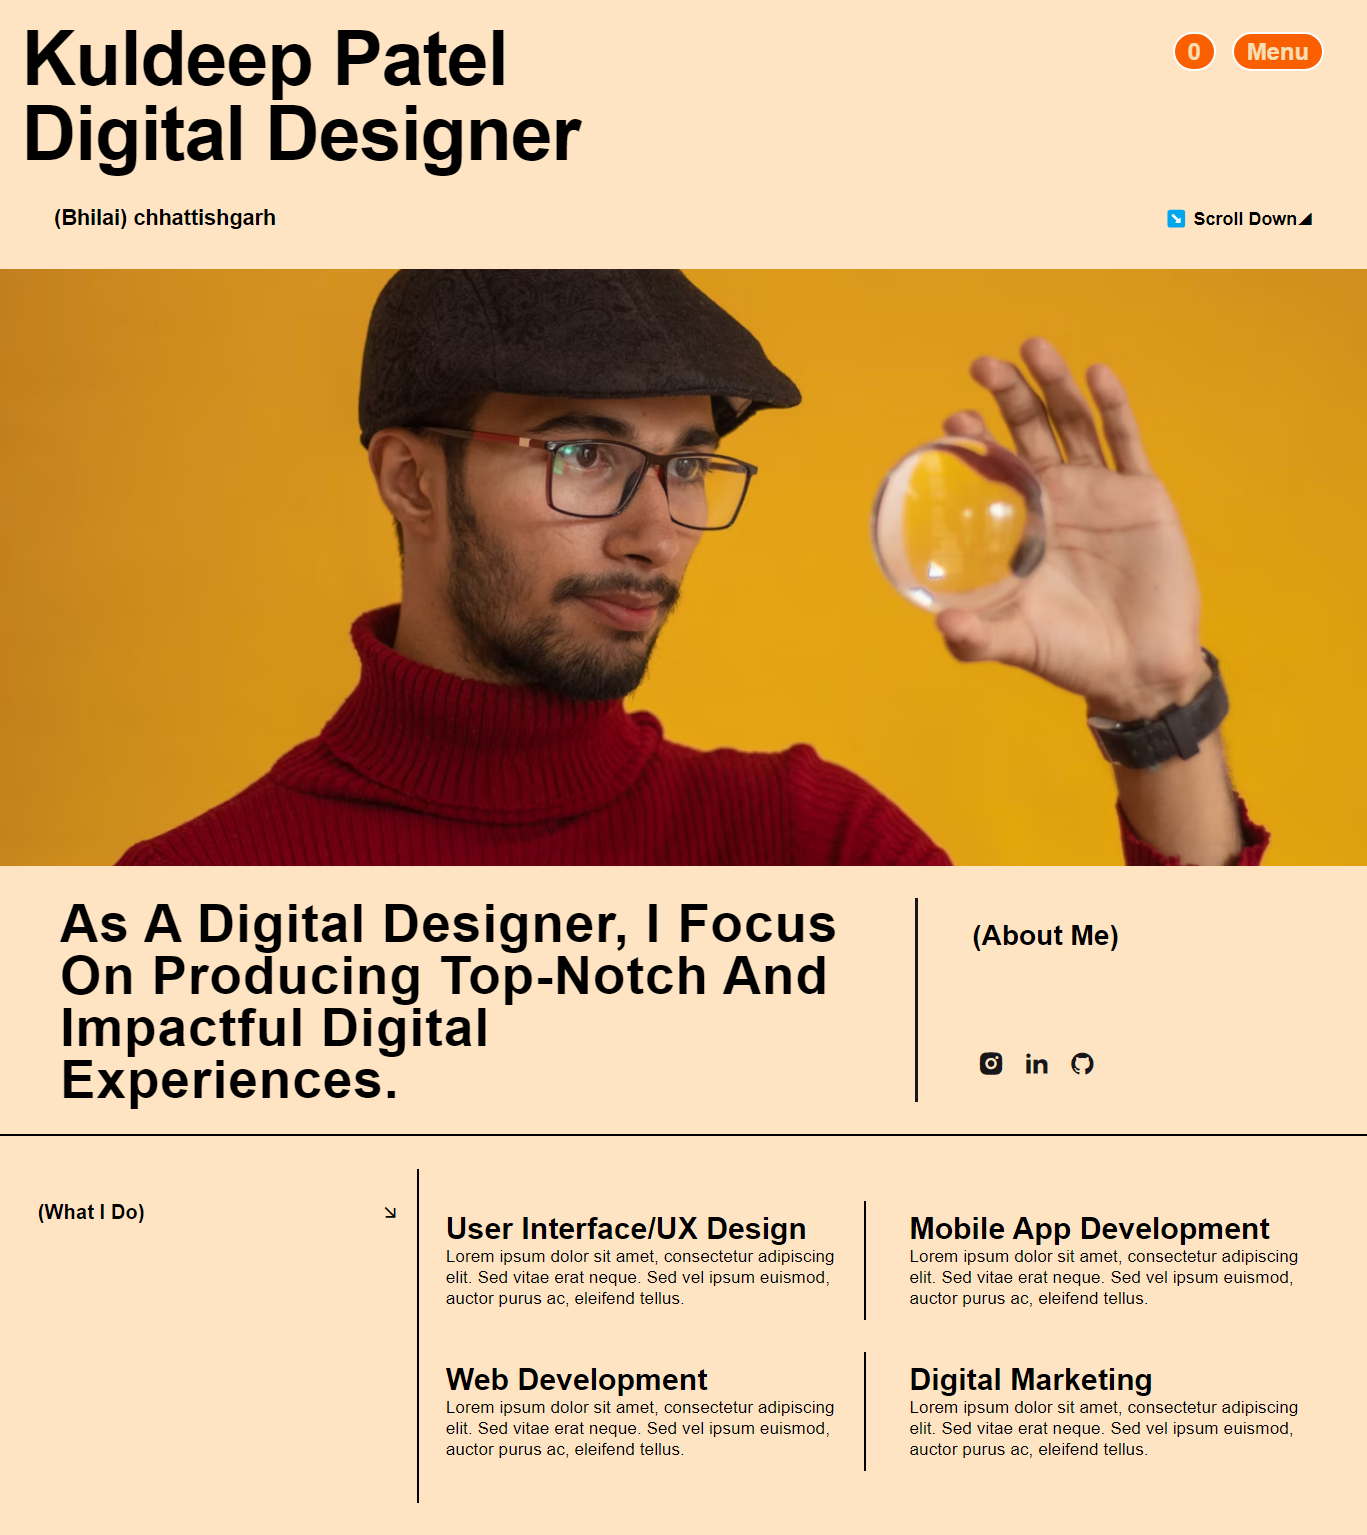 Kuldeep Patel
Digital Designer
0
Menu
(Bhilai) chhattishgarh
Scroll Down
As A Digital Designer, I Focus
On Producing Top-Notch And
Impactful Digital
Experiences.
(About Me)
(What I Do)
User Interface/UX Design
Lorem ipsum dolor sit amet, consectetur adipiscing
elit. Sed vitae erat neque. Sed vel ipsum euismod,
auctor purus ac, eleifend tellus.
Mobile App Development
Lorem ipsum dolor sit amet, consectetur adipiscing
elit. Sed vitae erat neque. Sed vel ipsum euismod,
auctor purus ac, eleifend tellus.
Web Development
Lorem ipsum dolor sit amet, consectetur adipiscing
elit. Sed vitae erat neque. Sed vel ipsum euismod,
auctor purus ac, eleifend tellus.
Digital Marketing
Lorem ipsum dolor sit amet, consectetur adipiscing
elit. Sed vitae erat neque. Sed vel ipsum euismod,
auctor purus ac, eleifend tellus.